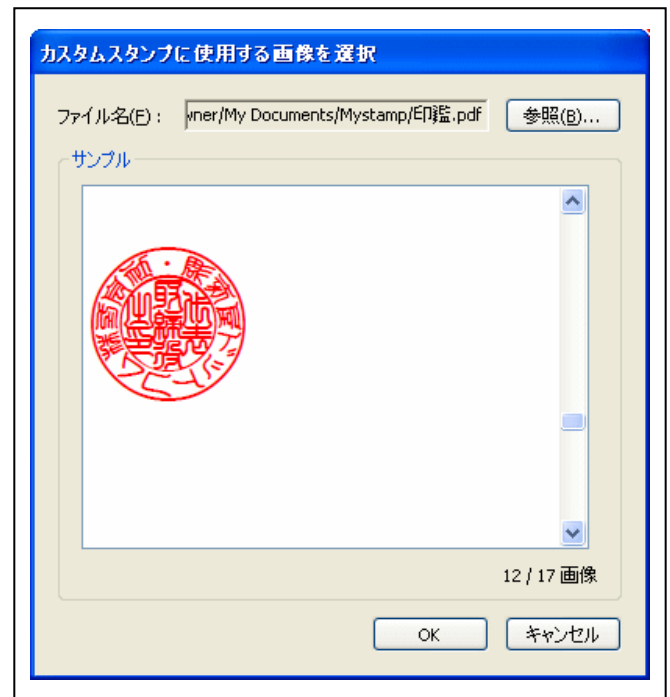 カスタムスタンプに使用する画像を選択
ファイル名(F): wner/My Documents/Mystamp/印鑑.pdf 参照(B)...
サンプル
12 / 17 画像
OK キャンセル